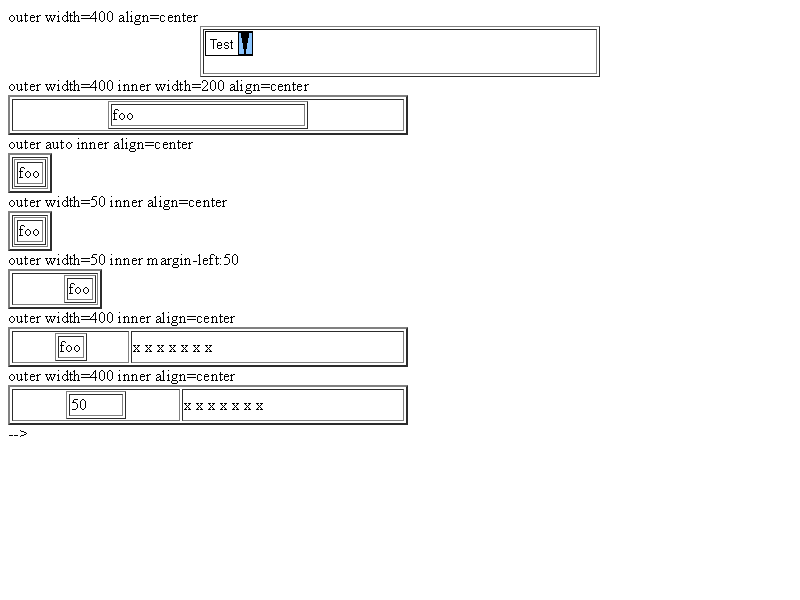 outer width=400 align=center
Test
outer width=400 inner width=200 align=center
foo
outer auto inner align=center
foo
outer width=50 inner align=center
foo
outer width=50 inner margin-left:50
foo
outer width=400 inner align=center
foo x x x x x x x
outer width=400 inner align=center
50 x x x x x x x
-->